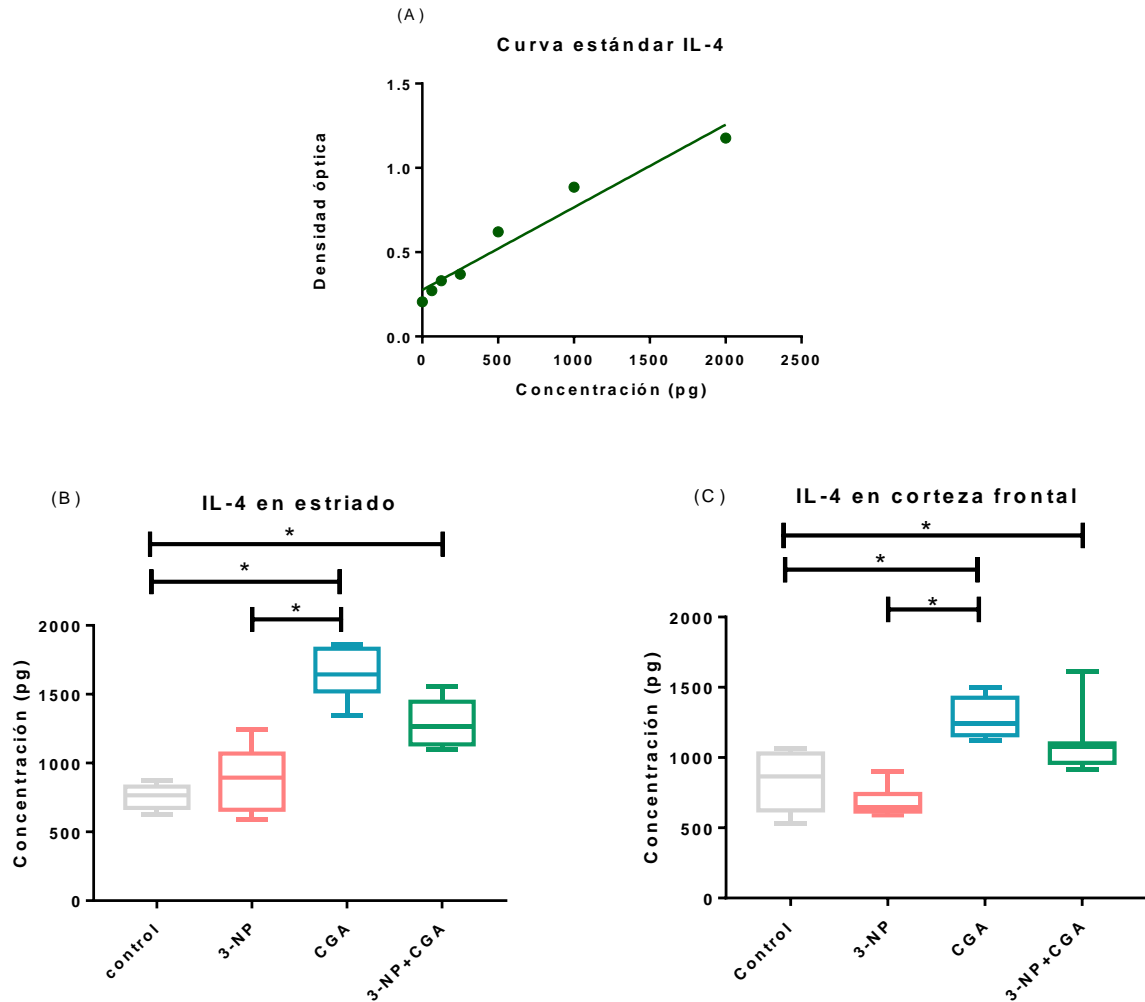 (A)
Curva estándar IL-4
1.5
1.0
0.5
0.0
Densidad óptica
0 500 1000 1500 2000 2500
Concentración (pg)
(B)
IL-4 en estriado
*
*
*
2000
1500
1000
500
0
Concentración (pg)
control 3-NP CGA 3-NP+CGA
(C)
IL-4 en corteza frontal
*
*
*
2000
1500
1000
500
0
Concentración (pg)
Control 3-NP CGA 3-NP+CGA